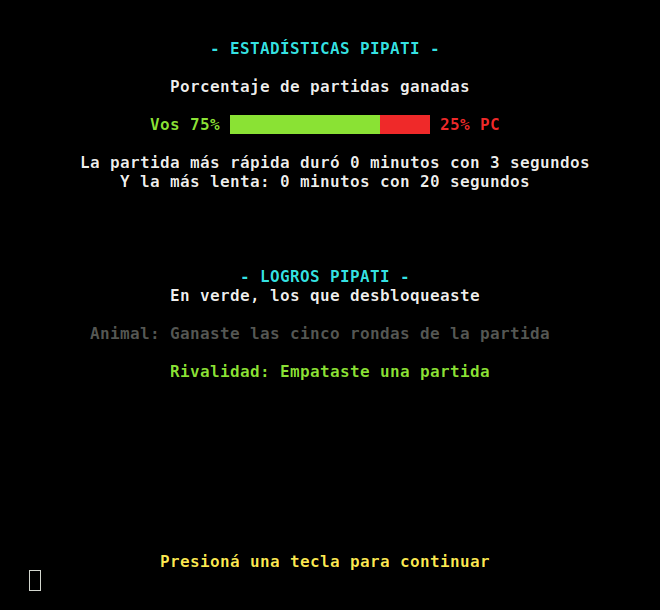 - ESTADÍSTICAS PIPATI -
Porcentaje de partidas ganadas
Vos 75% 25% PC
La partida más rápida duró 0 minutos con 3 segundos
Y la más lenta: 0 minutos con 20 segundos
- LOGROS PIPATI -
En verde, los que desbloqueaste
Animal: Ganaste las cinco rondas de la partida
Rivalidad: Empataste una partida
Presioná una tecla para continuar